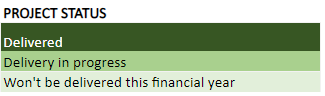 PROJECT STATUS
Delivered
Delivery in progress
Won't be delivered this financial year